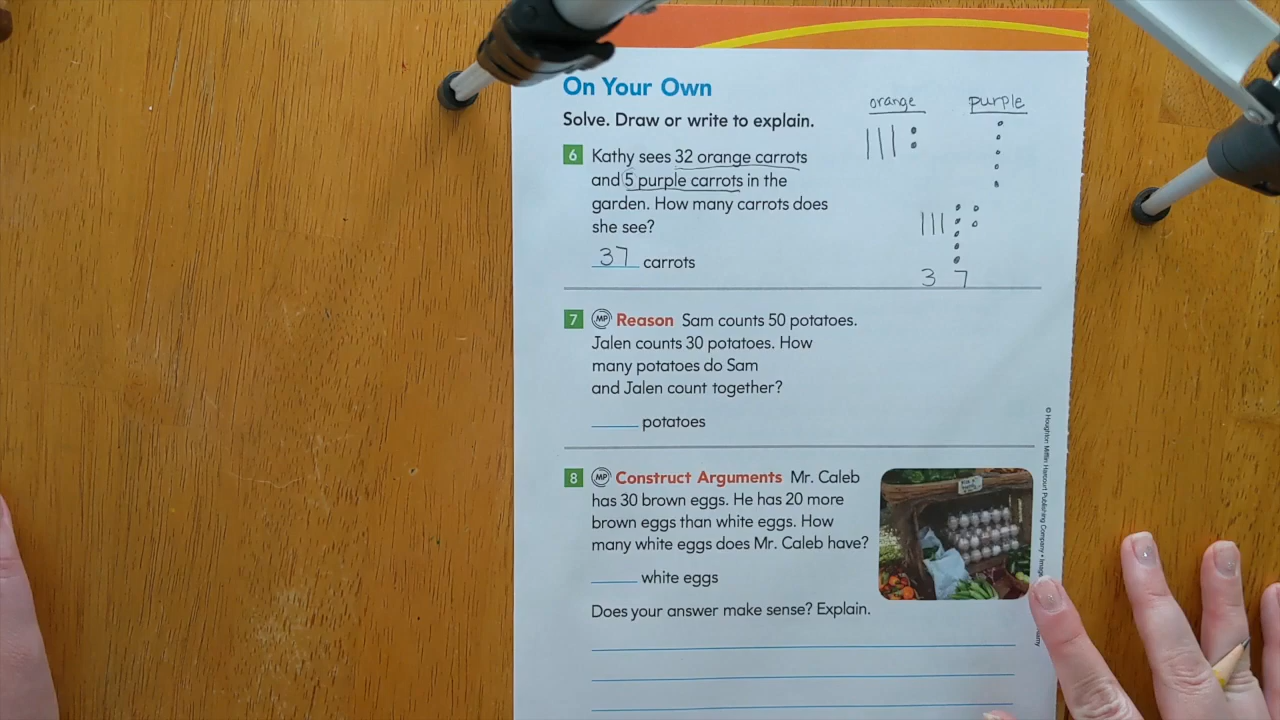 On Your Own
Solve. Draw or write to explain.
orange purple
6 Kathy sees 32 orange carrots
and 5 purple carrots in the
garden. How many carrots does
she see?
37 carrots
3 7
7 MP Reason Sam counts 50 potatoes.
Jalen counts 30 potatoes. How
many potatoes do Sam
and Jalen count together?
potatoes
8 MP Construct Arguments Mr. Caleb
has 30 brown eggs. He has 20 more
brown eggs than white eggs. How
many white eggs does Mr. Caleb have?
white eggs
Does your answer make sense? Explain.
© Houghton Mifflin Harcourt Publishing Company •